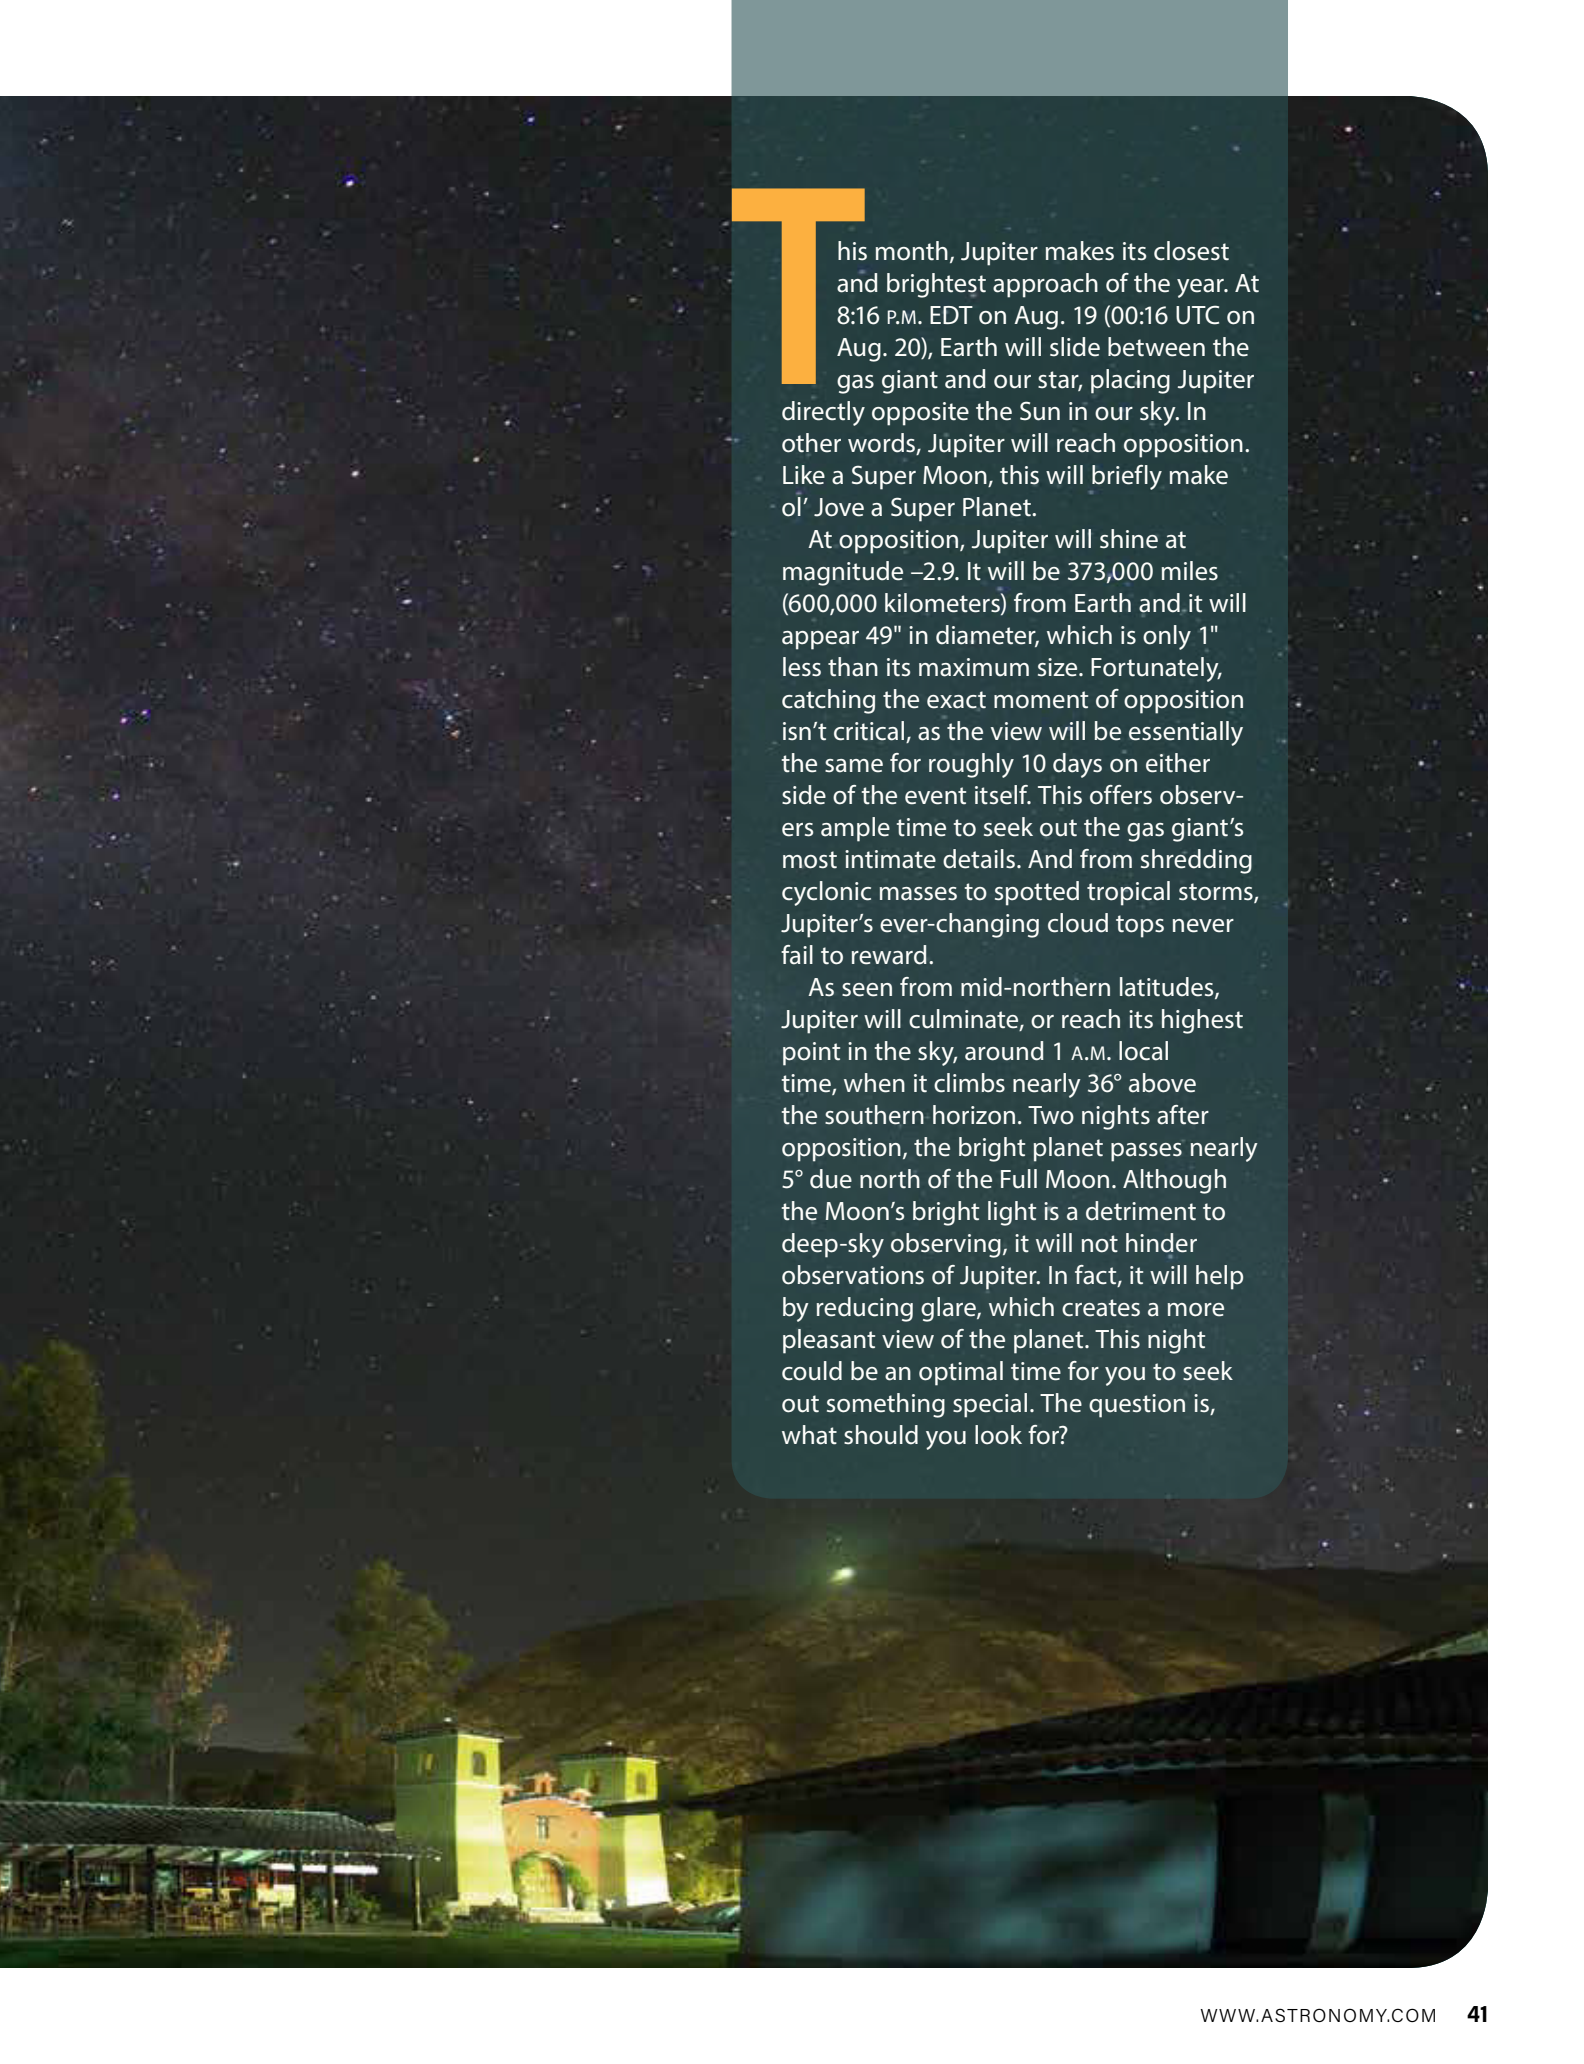 This month, Jupiter makes its closest
and brightest approach of the year. At
8:16 P.M. EDT on Aug. 19 (00:16 UTC on
Aug. 20), Earth will slide between the
gas giant and our star, placing Jupiter
directly opposite the Sun in our sky. In
other words, Jupiter will reach opposition.
Like a Super Moon, this will briefly make
ol’ Jove a Super Planet.
At opposition, Jupiter will shine at
magnitude –2.9. It will be 373,000 miles
(600,000 kilometers) from Earth and it will
appear 49" in diameter, which is only 1"
less than its maximum size. Fortunately,
catching the exact moment of opposition
isn’t critical, as the view will be essentially
the same for roughly 10 days on either
side of the event itself. This offers observ-
ers ample time to seek out the gas giant’s
most intimate details. And from shredding
cyclonic masses to spotted tropical storms,
Jupiter’s ever-changing cloud tops never
fail to reward.
As seen from mid-northern latitudes,
Jupiter will culminate, or reach its highest
point in the sky, around 1 A.M. local
time, when it climbs nearly 36° above
the southern horizon. Two nights after
opposition, the bright planet passes nearly
5° due north of the Full Moon. Although
the Moon’s bright light is a detriment to
deep-sky observing, it will not hinder
observations of Jupiter. In fact, it will help
by reducing glare, which creates a more
pleasant view of the planet. This night
could be an optimal time for you to seek
out something special. The question is,
what should you look for?
WWW.ASTRONOMY.COM 41